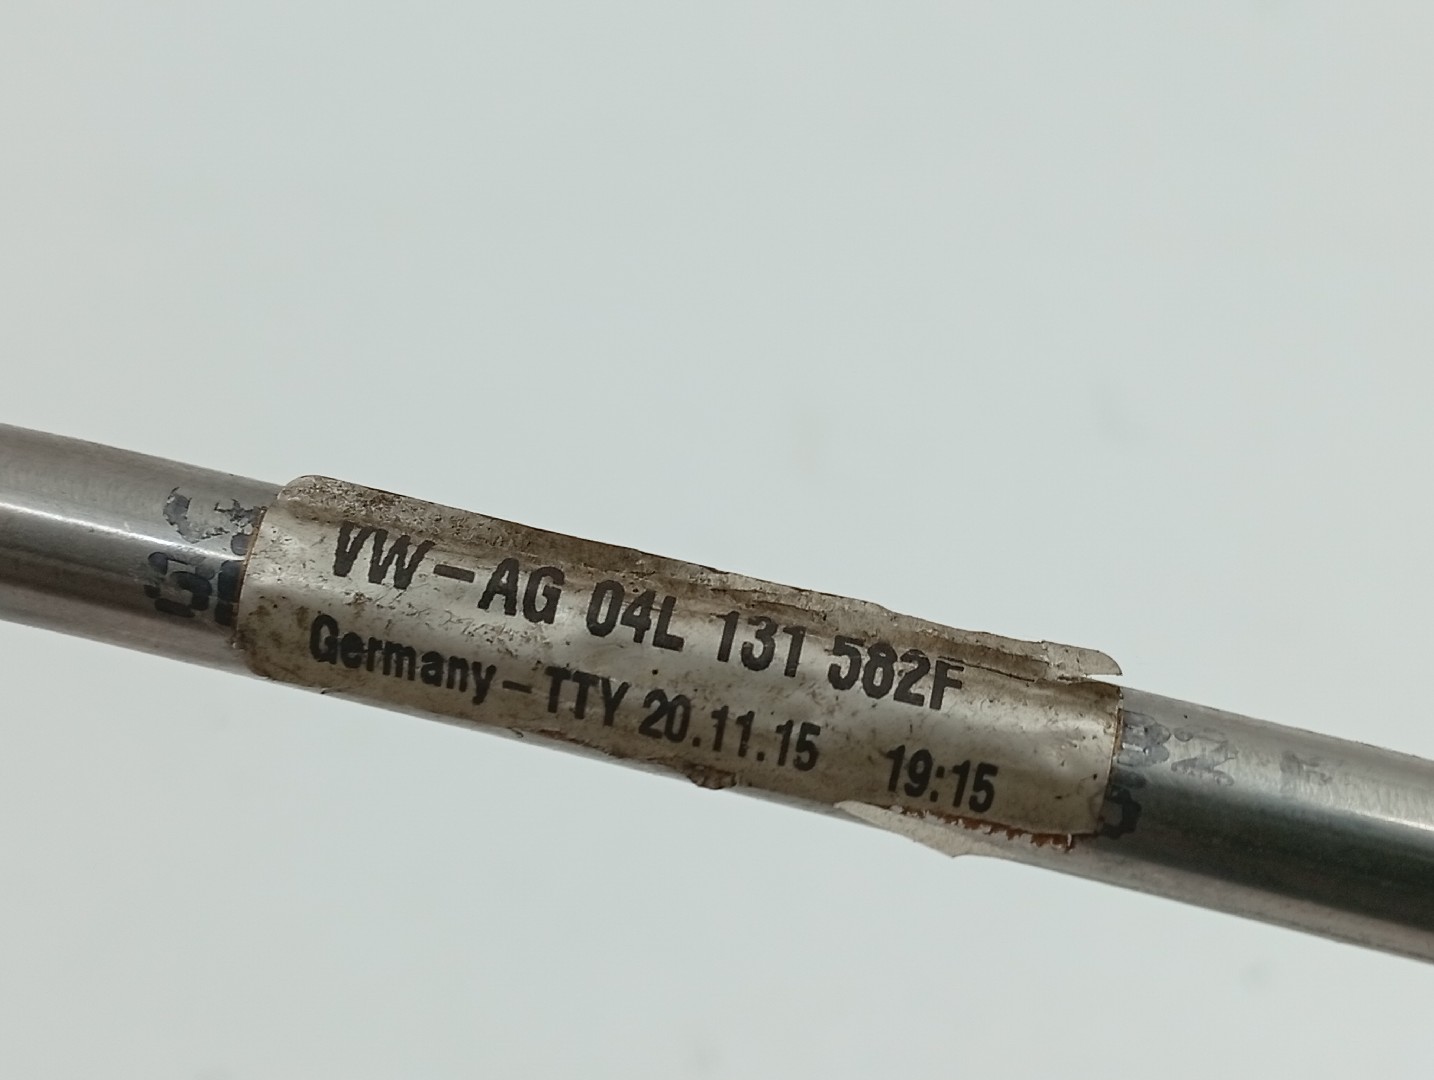 VW-AG 04L 131 582F
Germany-TTY 20.11.15 19:15